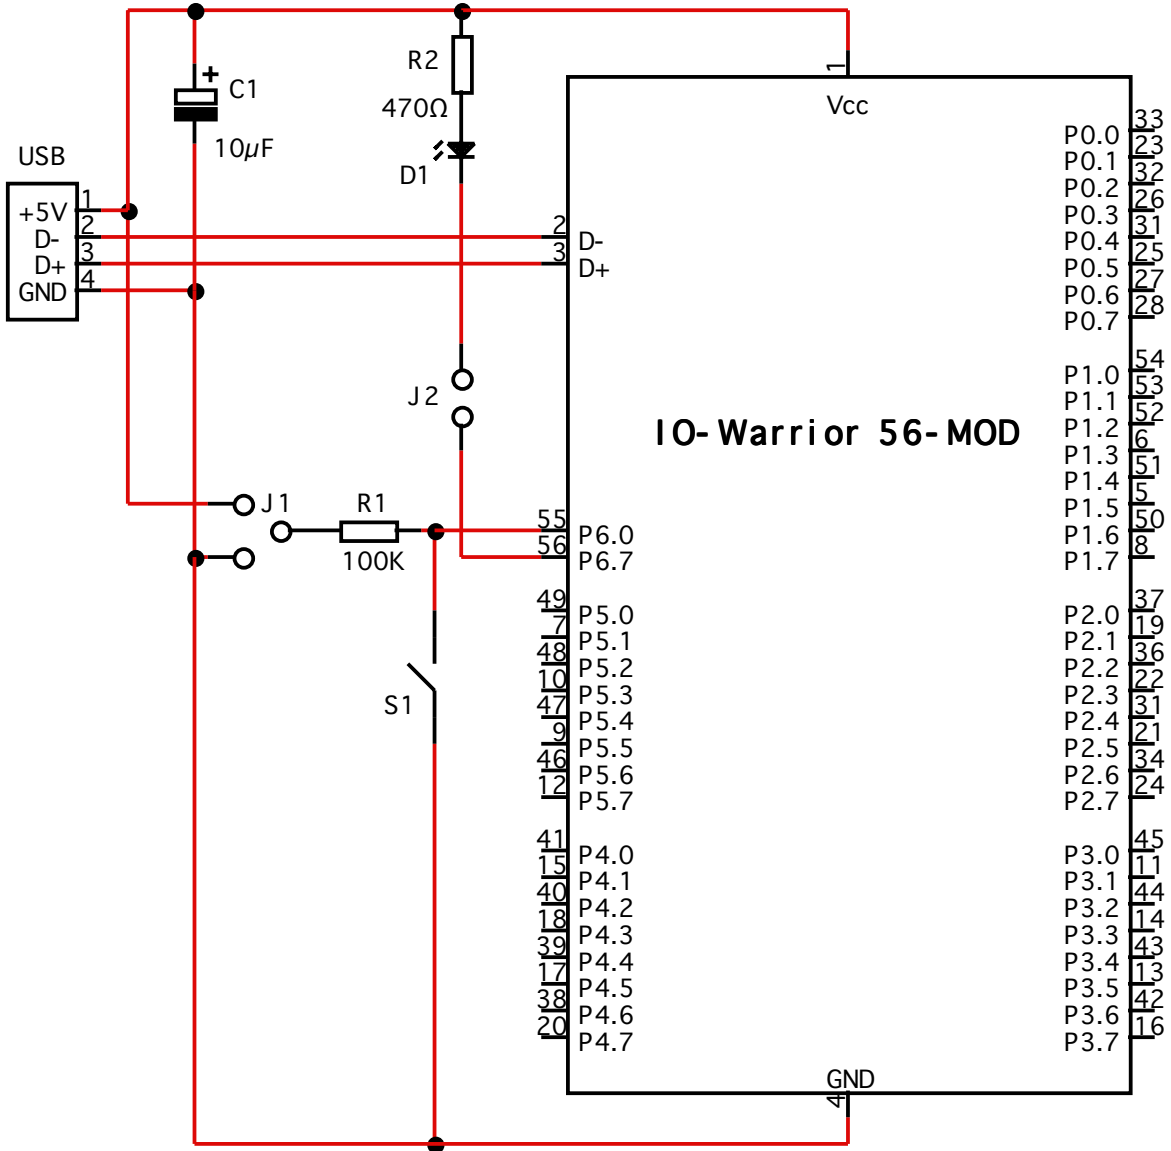 R2
470Ω
D1
+
C1
10µF
USB
+5V 1
D- 2
D+ 3
GND 4
J2
J1
R1
100K
S1
IO-Warrior 56-MOD
1
Vcc
2 D-
3 D+
55 P6.0
56 P6.7
49 P5.0
7 P5.1
48 P5.2
10 P5.3
47 P5.4
9 P5.5
46 P5.6
12 P5.7
41 P4.0
15 P4.1
40 P4.2
18 P4.3
39 P4.4
17 P4.5
38 P4.6
20 P4.7
P0.0 33
P0.1 23
P0.2 32
P0.3 26
P0.4 31
P0.5 25
P0.6 27
P0.7 28
P1.0 54
P1.1 53
P1.2 52
P1.3 6
P1.4 51
P1.5 5
P1.6 50
P1.7 8
P2.0 37
P2.1 19
P2.2 36
P2.3 22
P2.4 31
P2.5 21
P2.6 34
P2.7 24
P3.0 45
P3.1 11
P3.2 44
P3.3 14
P3.4 43
P3.5 13
P3.6 42
P3.7 16
GND
4